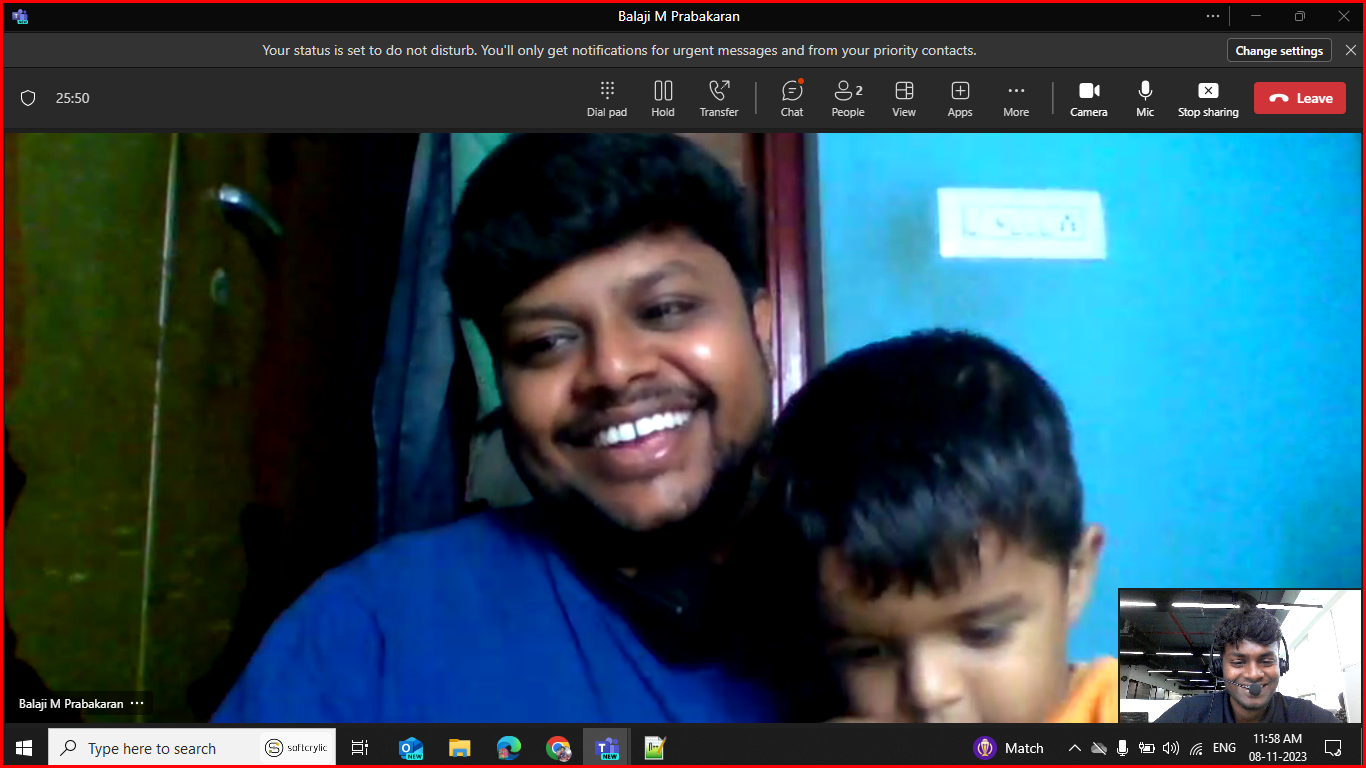 Balaji M Prabakaran
Your status is set to do not disturb. You'll only get notifications for urgent messages and from your priority contacts.
Change settings
25:50
Dial pad
Hold
Transfer
Chat
2
People
View
Apps
More
Camera
Mic
Stop sharing
Leave
Balaji M Prabakaran
Type here to search
softcrylic
NEW
NEW
Match
ENG
11:58 AM
08-11-2023